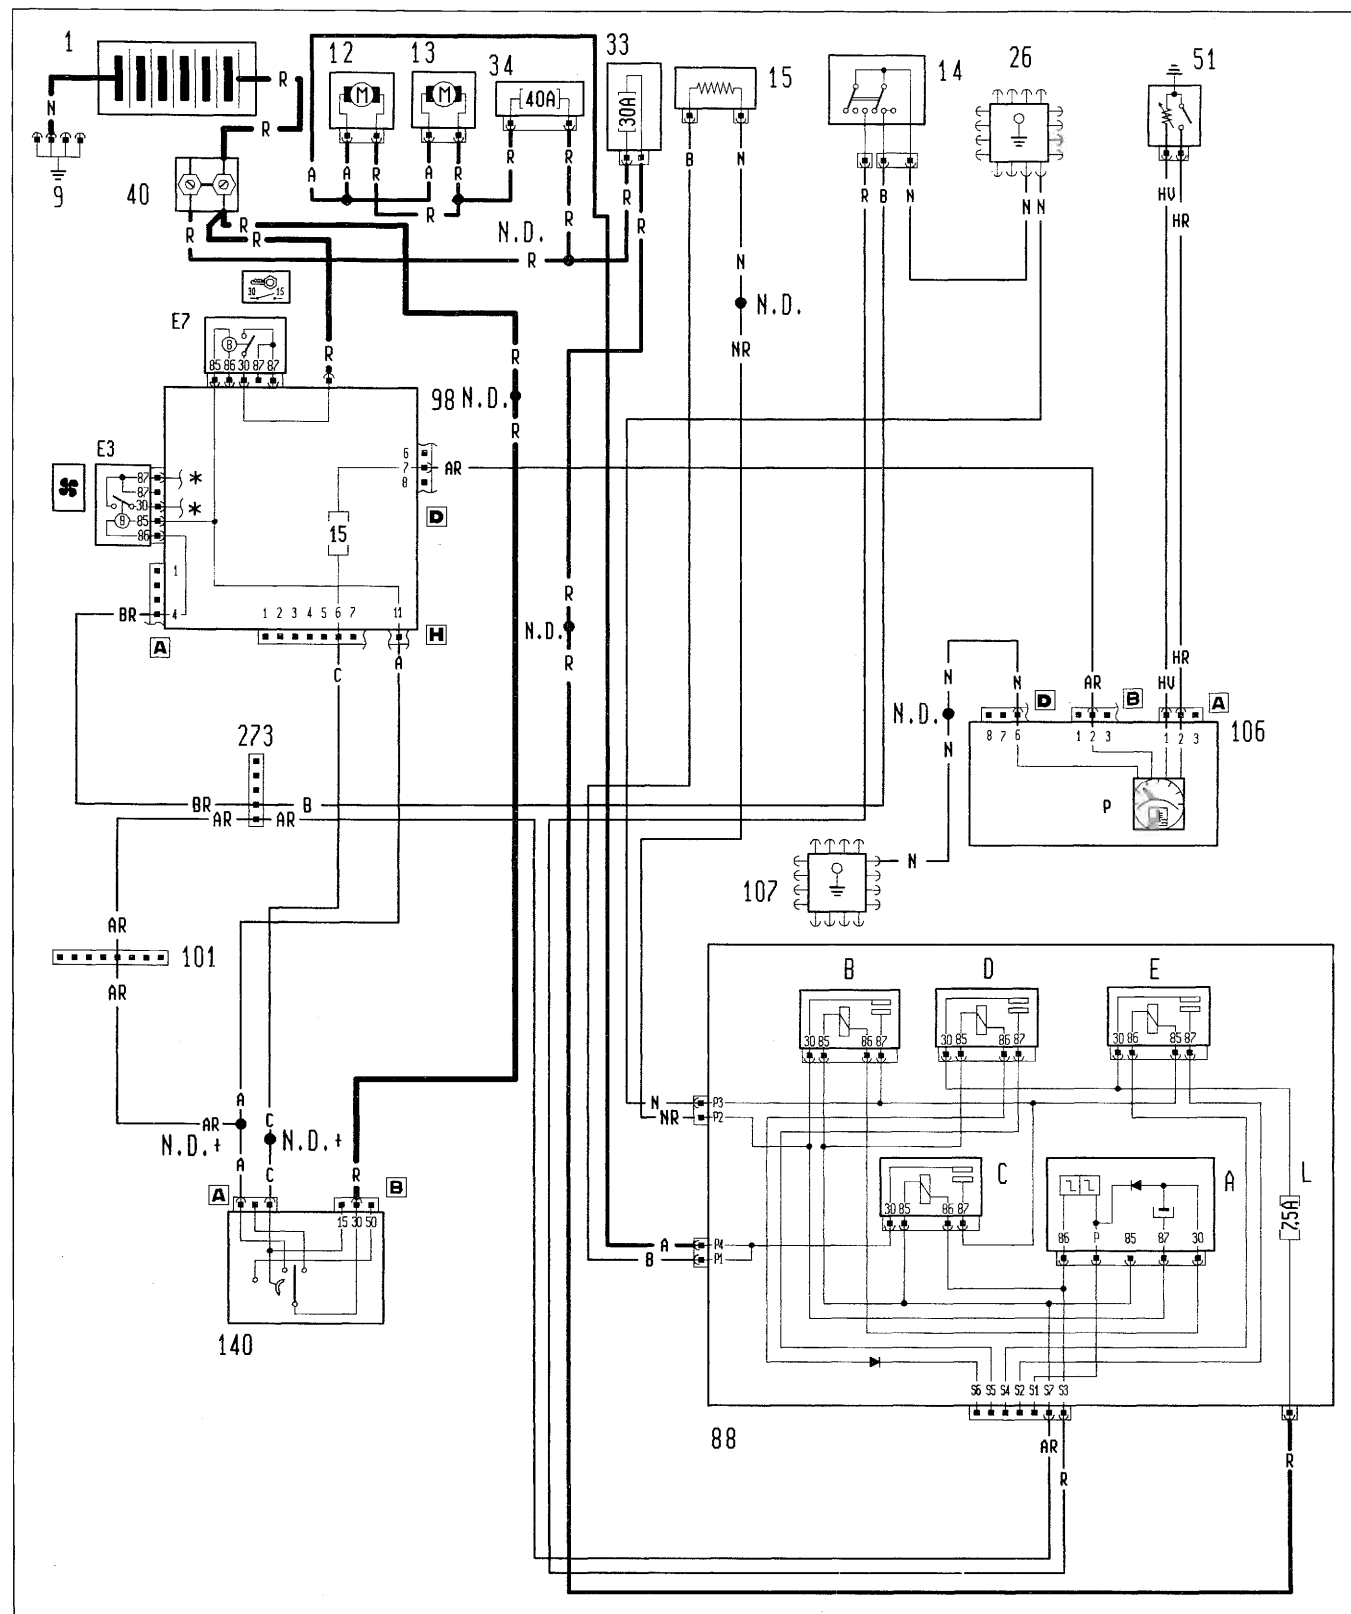 1
12
13
34
33
15
14
26
51
M
M
[40A]
[30A]
R
N
R
B
N
9
40
A
A
R
A
R
R
R
R
R
R
R
B
N
N
N
HV
HR
R
R
R
R
N.D.
R
N
N.D.
NR
30 15
E7
B
85 86 30 87 87
R
R
98 N.D.
R
E3
87
87
30
85
86
B
*
*
6
7
8
AR
D
15
1
4
BR
A
1 2 3 4 5 6 7 11
H
C
A
R
N.D.
R
N
N
AR
HV
HR
N.D.
N
D
B
A
8 7 6
1 2 3
1 2 3
106
P
273
BR
B
AR
AR
107
N
AR
101
AR
B
D
E
30 85 86 87
30 85 86 87
30 86 85 87
A
C
AR
N.D.+
N.D.+
A
C
R
N
P3
NR
P2
C
A
L
30 85 86 87
7,5A
86 P 85 87 30
A
P4
B
P1
A
B
15 30 50
140
S6 S5 S4 S2 S1 S7 S3
88
AR
R
R